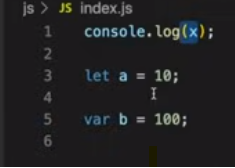 js > JS index.js
1 console.log(x);
2
3 let a = 10;
4
5 var b = 100;
6